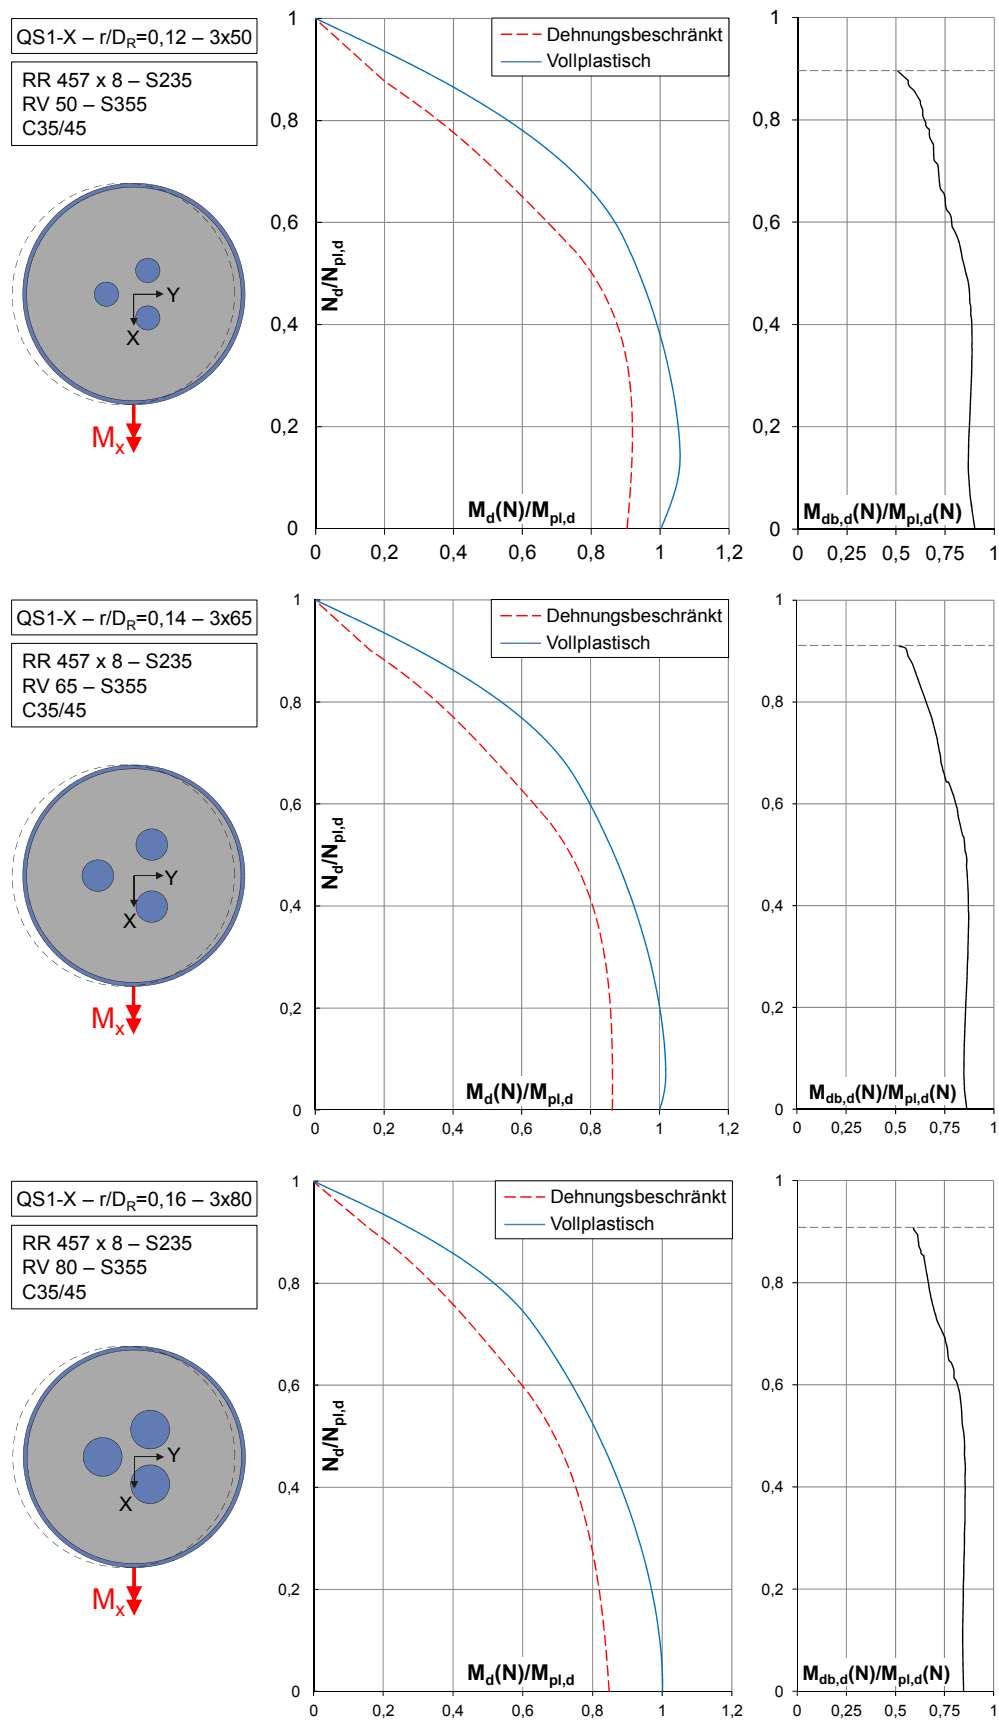 QS1-X – r/D_R=0,12 – 3x50
RR 457 x 8 – S235
RV 50 – S355
C35/45
Y
X
M_x
Dehnungsbeschränkt
Vollplastisch
N_d/N_pl,d
1
0,8
0,6
0,4
0,2
0
M_d(N)/M_pl,d
0 0,2 0,4 0,6 0,8 1 1,2
1
0,8
0,6
0,4
0,2
0
M_db,d(N)/M_pl,d(N)
0 0,25 0,5 0,75 1
QS1-X – r/D_R=0,14 – 3x65
RR 457 x 8 – S235
RV 65 – S355
C35/45
Y
X
M_x
Dehnungsbeschränkt
Vollplastisch
N_d/N_pl,d
1
0,8
0,6
0,4
0,2
0
M_d(N)/M_pl,d
0 0,2 0,4 0,6 0,8 1 1,2
1
0,8
0,6
0,4
0,2
0
M_db,d(N)/M_pl,d(N)
0 0,25 0,5 0,75 1
QS1-X – r/D_R=0,16 – 3x80
RR 457 x 8 – S235
RV 80 – S355
C35/45
Y
X
M_x
Dehnungsbeschränkt
Vollplastisch
N_d/N_pl,d
1
0,8
0,6
0,4
0,2
0
M_d(N)/M_pl,d
0 0,2 0,4 0,6 0,8 1 1,2
1
0,8
0,6
0,4
0,2
0
M_db,d(N)/M_pl,d(N)
0 0,25 0,5 0,75 1